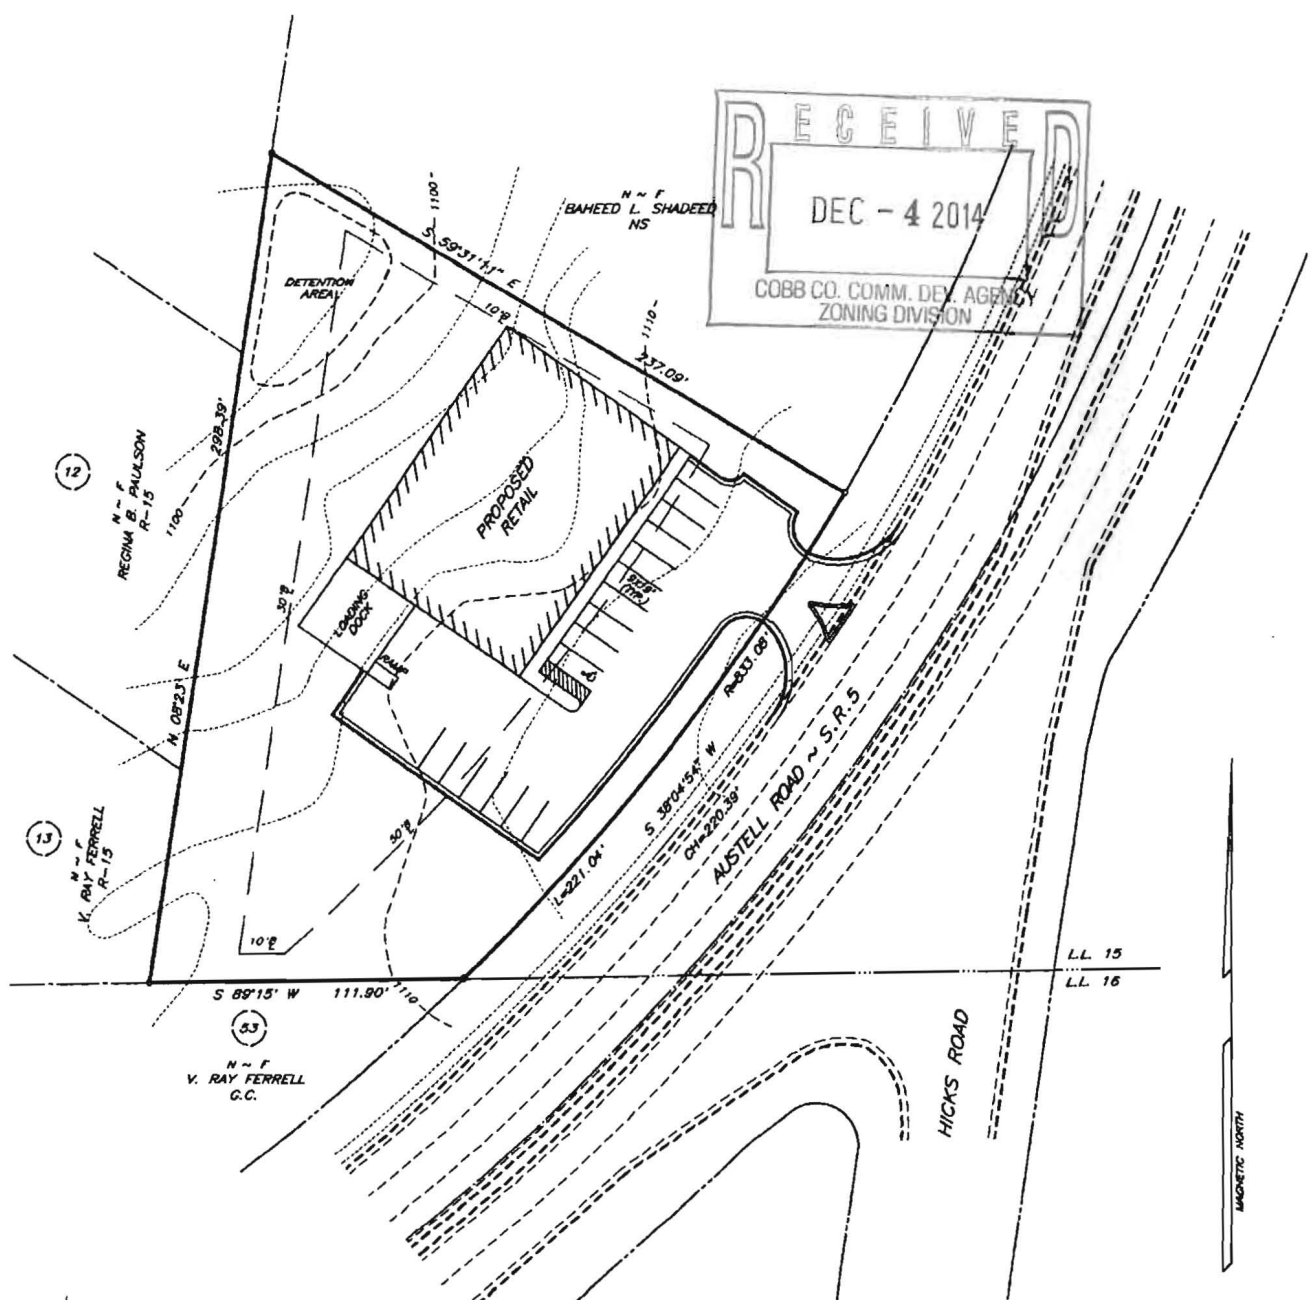 RECEIVED
DEC - 4 2014
COBB CO. COMM. DEV. AGENCY
ZONING DIVISION
N ~ F
BAHEED L. SHADEED
NS
1100
S 59°31'11" E
237.09'
1110
10'B
DETENTION
AREA
298.39'
N 08°23' E
12
N ~ F
REGINA B. PAULSON
R-15
1100
PROPOSED
RETAIL
9X19'
(TYP.)
LOADING
DOCK
RAMP
R=833.08'
S 38°04'54" W
CH=220.39'
L=221.04'
AUSTELL ROAD ~ S.R.5
13
N ~ F
V. RAY FERRELL
R-15
10'B
S 89°15' W 111.90'
1110
53
N ~ F
V. RAY FERRELL
G.C.
L.L. 15
L.L. 16
HICKS ROAD
MAGNETIC NORTH